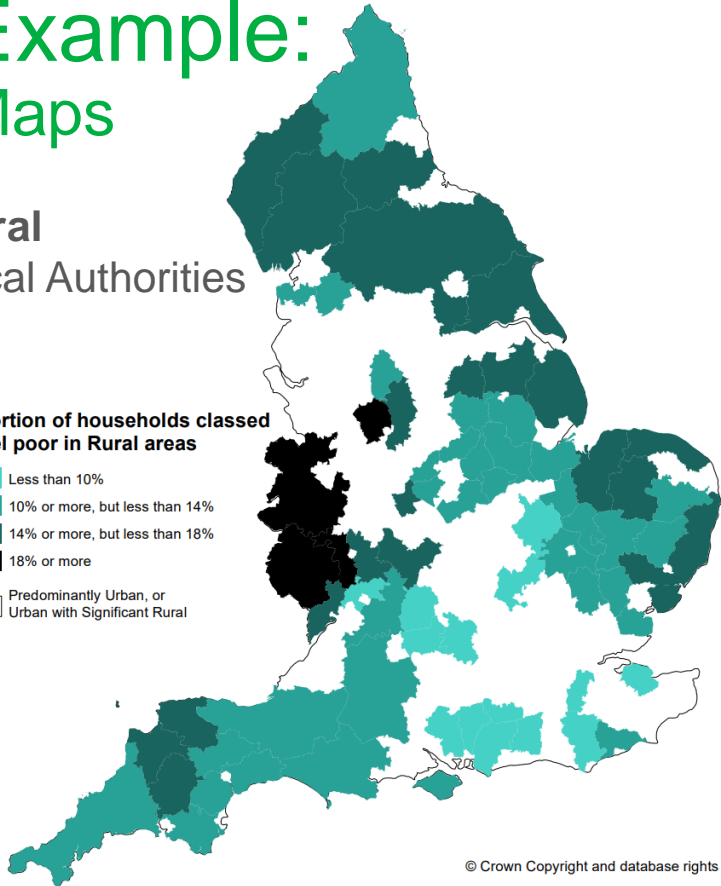 Example:
Maps
ral
cal Authorities
ortion of households classed
el poor in Rural areas
Less than 10%
10% or more, but less than 14%
14% or more, but less than 18%
18% or more
Predominantly Urban, or
Urban with Significant Rural
© Crown Copyright and database rights